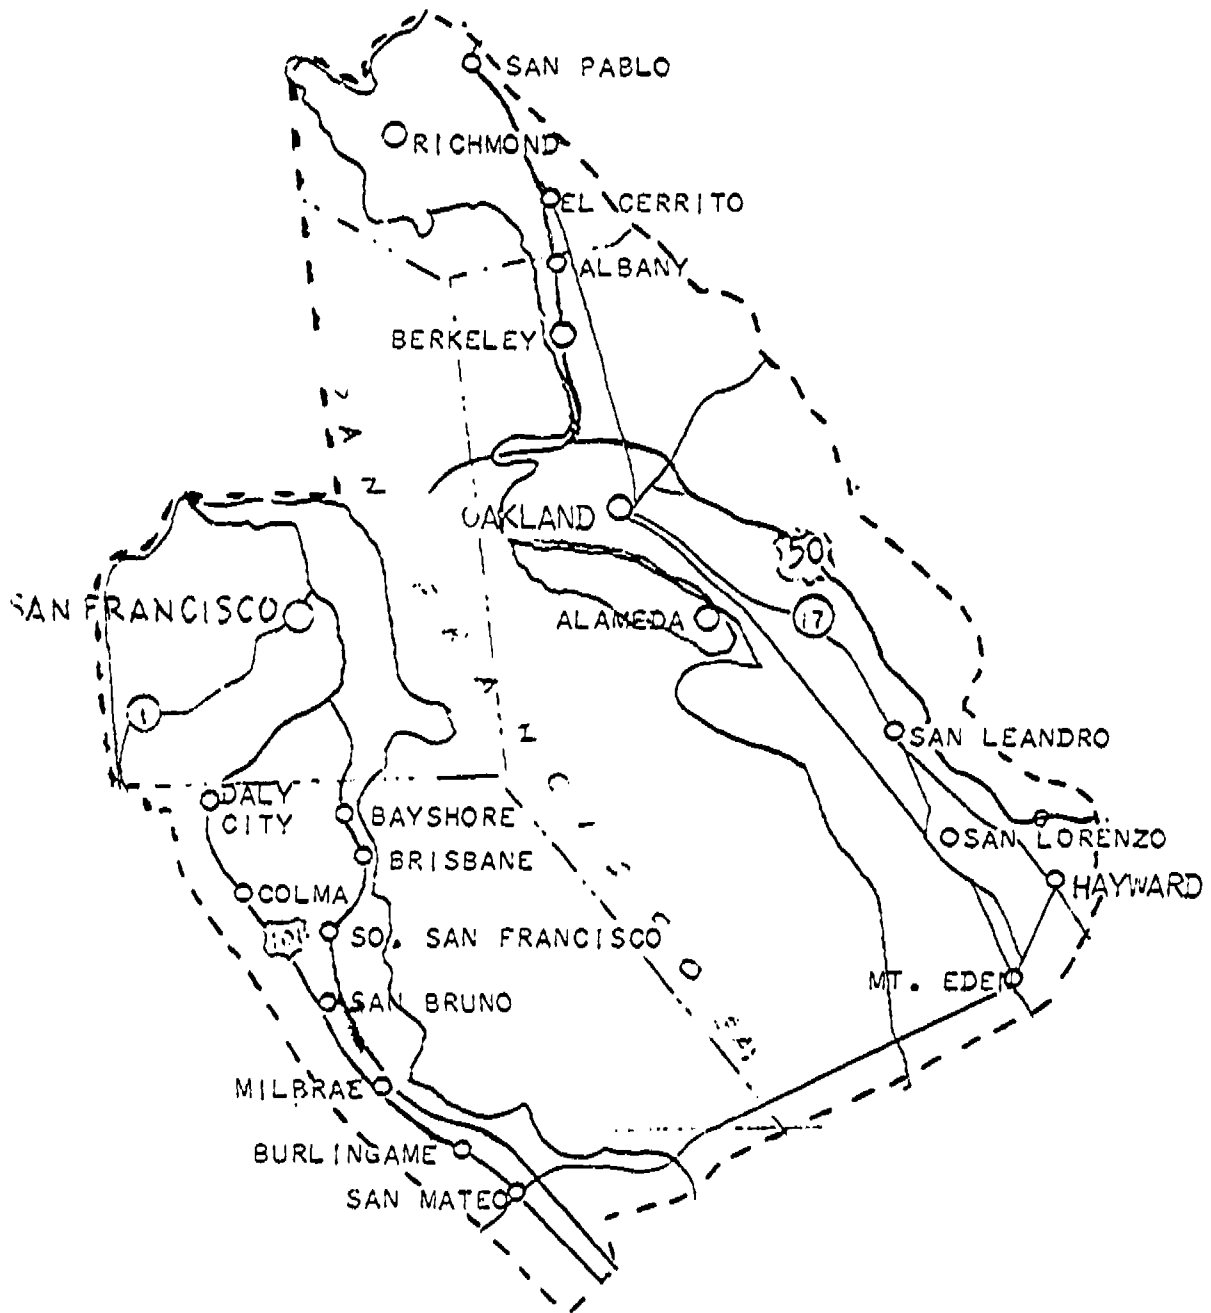 SAN PABLO
RICHMOND
EL CERRITO
ALBANY
BERKELEY
OAKLAND
50
SAN FRANCISCO
ALAMEDA
17
1
SAN LEANDRO
DALY
CITY
BAYSHORE
SAN LORENZO
BRISBANE
COLMA
HAYWARD
101
SO. SAN FRANCISCO
MT. EDEN
SAN BRUNO
MILBRAE
BURLINGAME
SAN MATEO